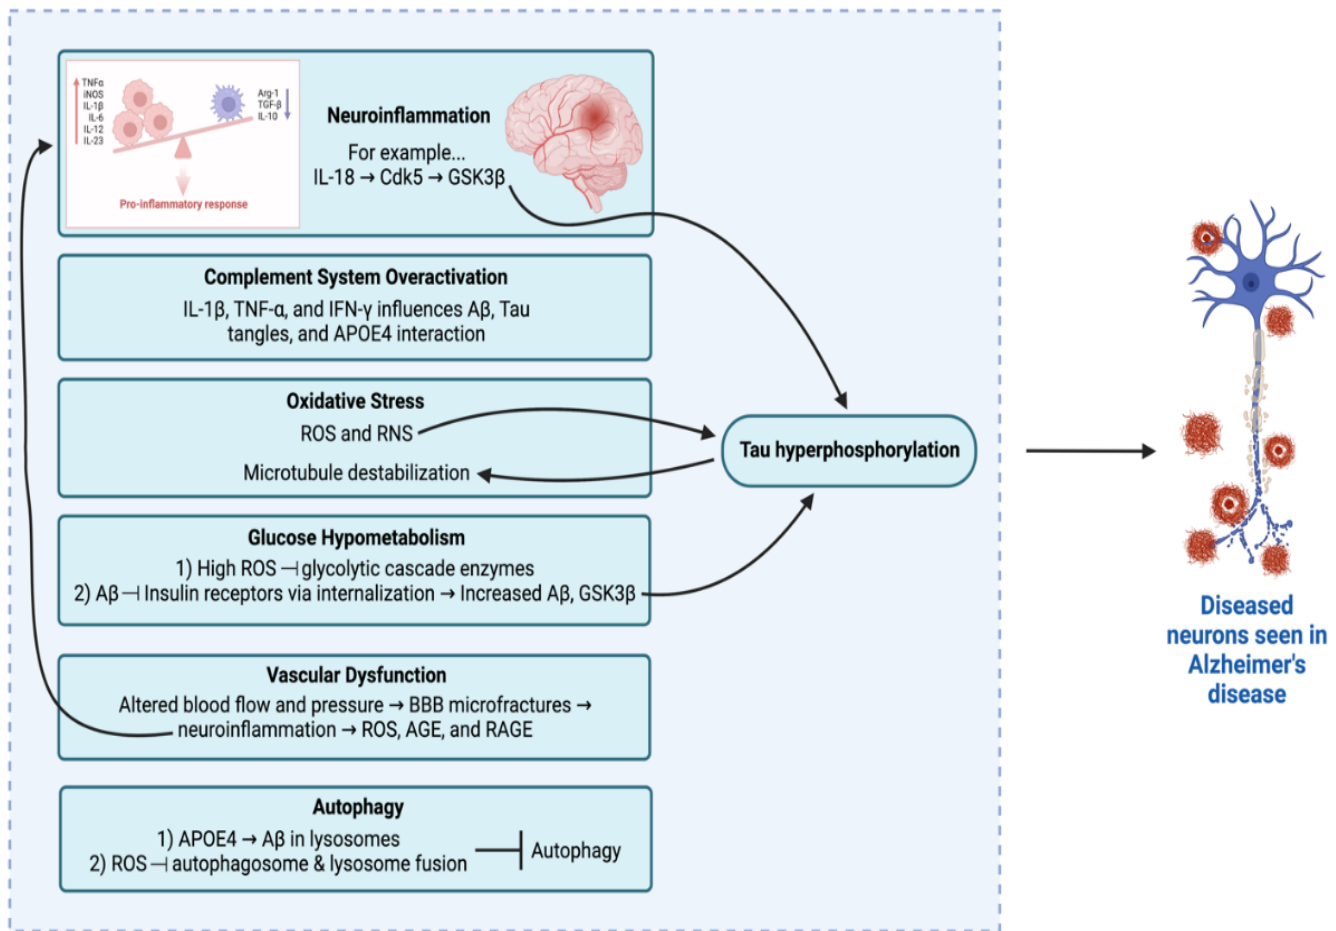 TNFα
iNOS
IL-1β
IL-6
IL-12
IL-23
Arg-1
TGF-β
IL-10
Pro-inflammatory response
Neuroinflammation
For example...
IL-18 → Cdk5 → GSK3β
Complement System Overactivation
IL-1β, TNF-α, and IFN-γ influences Aβ, Tau
tangles, and APOE4 interaction
Oxidative Stress
ROS and RNS
Microtubule destabilization
Tau hyperphosphorylation
Glucose Hypometabolism
1) High ROS ⊣ glycolytic cascade enzymes
2) Aβ ⊣ Insulin receptors via internalization → Increased Aβ, GSK3β
Vascular Dysfunction
Altered blood flow and pressure → BBB microfractures →
neuroinflammation → ROS, AGE, and RAGE
Autophagy
1) APOE4 → Aβ in lysosomes
2) ROS ⊣ autophagosome & lysosome fusion
Autophagy
Diseased
neurons seen in
Alzheimer's
disease